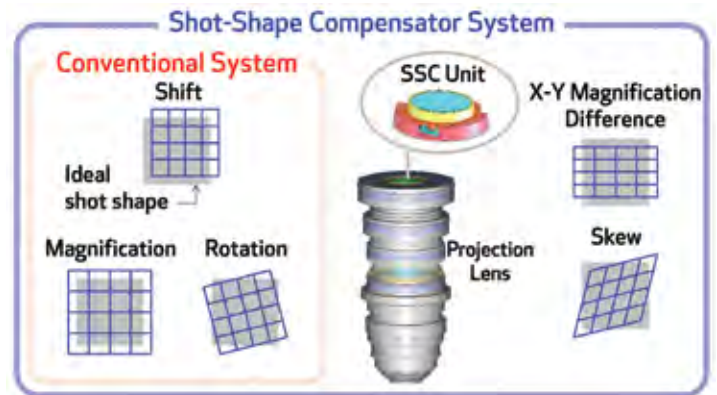 Shot-Shape Compensator System
Conventional System
Shift
Ideal
shot shape
Magnification
Rotation
SSC Unit
Projection
Lens
X-Y Magnification
Difference
Skew